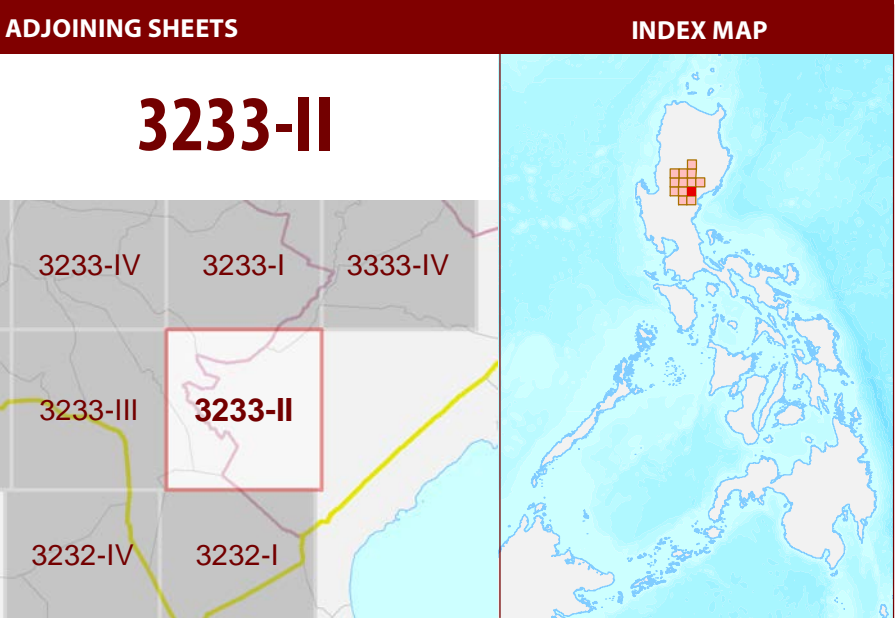 ADJOINING SHEETS
INDEX MAP
3233-II
3233-IV
3233-I
3333-IV
3233-III
3233-II
3232-IV
3232-I